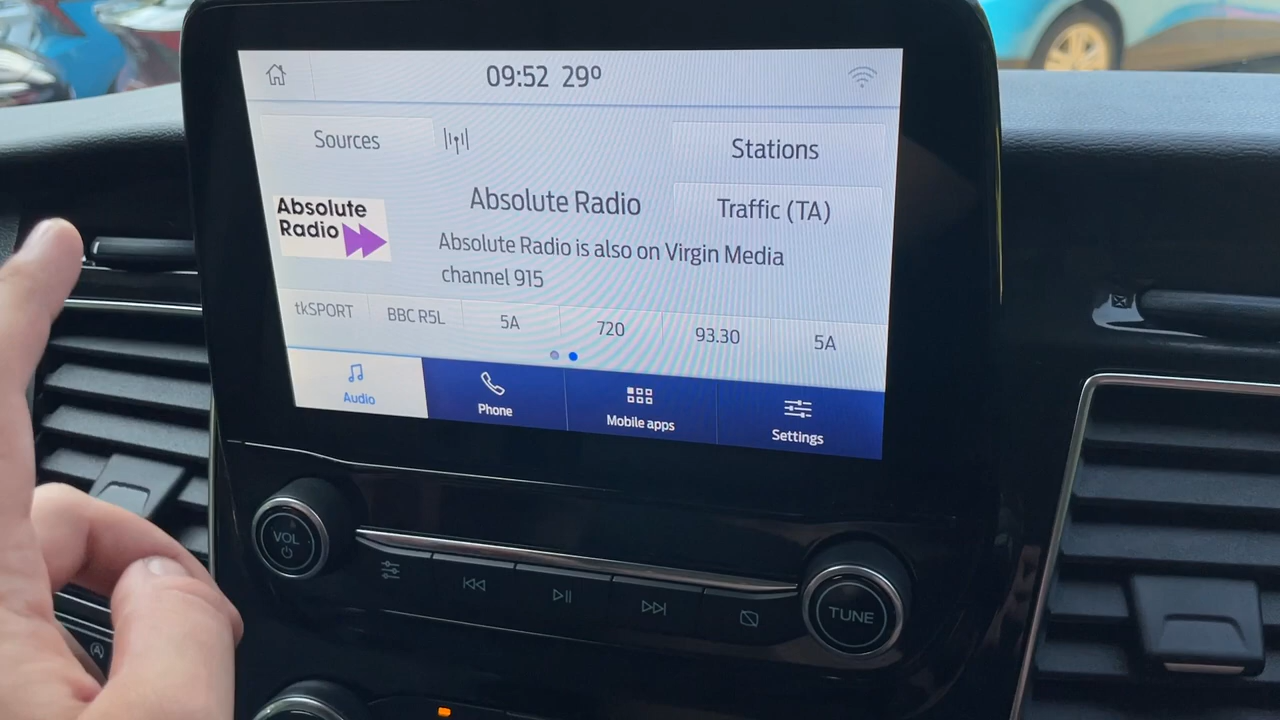 09:52 29º
Sources
Stations
Absolute Radio
Traffic (TA)
Absolute
Radio
Absolute Radio is also on Virgin Media
channel 915
tkSPORT BBC R5L 5A 720 93.30 5A
Audio Phone Mobile apps Settings
VOL
TUNE
A